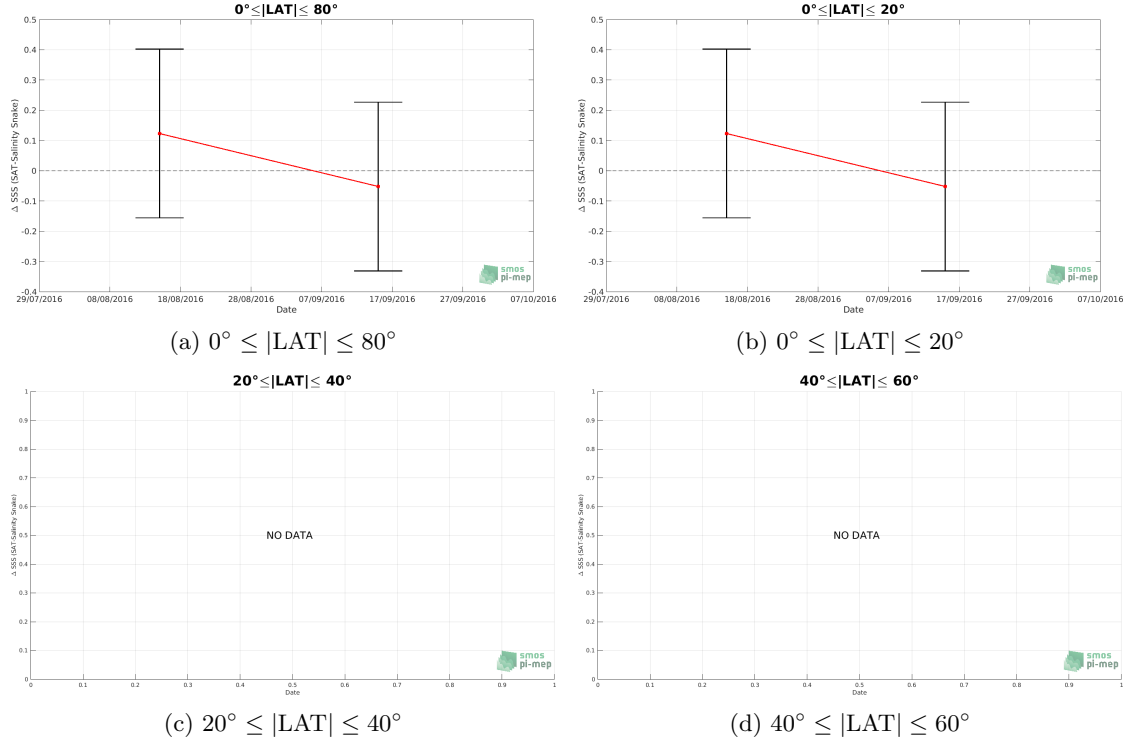 0°≤|LAT|≤ 80°
0.5
0.4
0.3
0.2
0.1
0
-0.1
-0.2
-0.3
-0.4
Δ SSS (SAT-Salinity Snake)
29/07/2016 08/08/2016 18/08/2016 28/08/2016 07/09/2016 17/09/2016 27/09/2016 07/10/2016
Date
smos
pi-mep
(a) 0° ≤ |LAT| ≤ 80°
0°≤|LAT|≤ 20°
0.5
0.4
0.3
0.2
0.1
0
-0.1
-0.2
-0.3
-0.4
Δ SSS (SAT-Salinity Snake)
29/07/2016 08/08/2016 18/08/2016 28/08/2016 07/09/2016 17/09/2016 27/09/2016 07/10/2016
Date
smos
pi-mep
(b) 0° ≤ |LAT| ≤ 20°
20°≤|LAT|≤ 40°
1
0.9
0.8
0.7
0.6
0.5
0.4
0.3
0.2
0.1
0
Δ SSS (SAT-Salinity Snake)
NO DATA
0 0.1 0.2 0.3 0.4 0.5 0.6 0.7 0.8 0.9 1
Date
smos
pi-mep
(c) 20° ≤ |LAT| ≤ 40°
40°≤|LAT|≤ 60°
1
0.9
0.8
0.7
0.6
0.5
0.4
0.3
0.2
0.1
0
Δ SSS (SAT-Salinity Snake)
NO DATA
0 0.1 0.2 0.3 0.4 0.5 0.6 0.7 0.8 0.9 1
Date
smos
pi-mep
(d) 40° ≤ |LAT| ≤ 60°